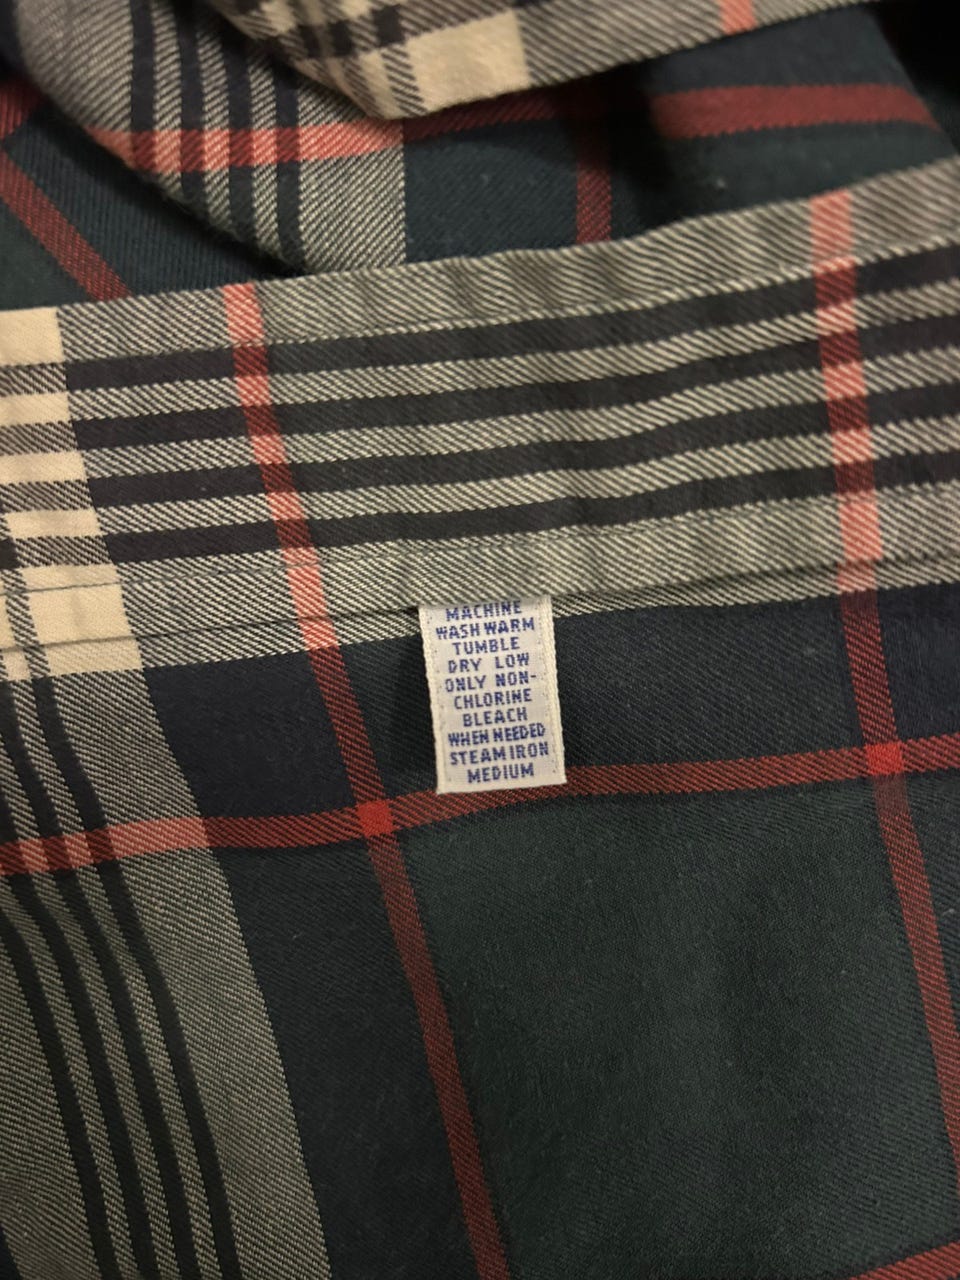 MACHINE
WASH WARM
TUMBLE
DRY LOW
ONLY NON-
CHLORINE
BLEACH
WHEN NEEDED
STEAM IRON
MEDIUM